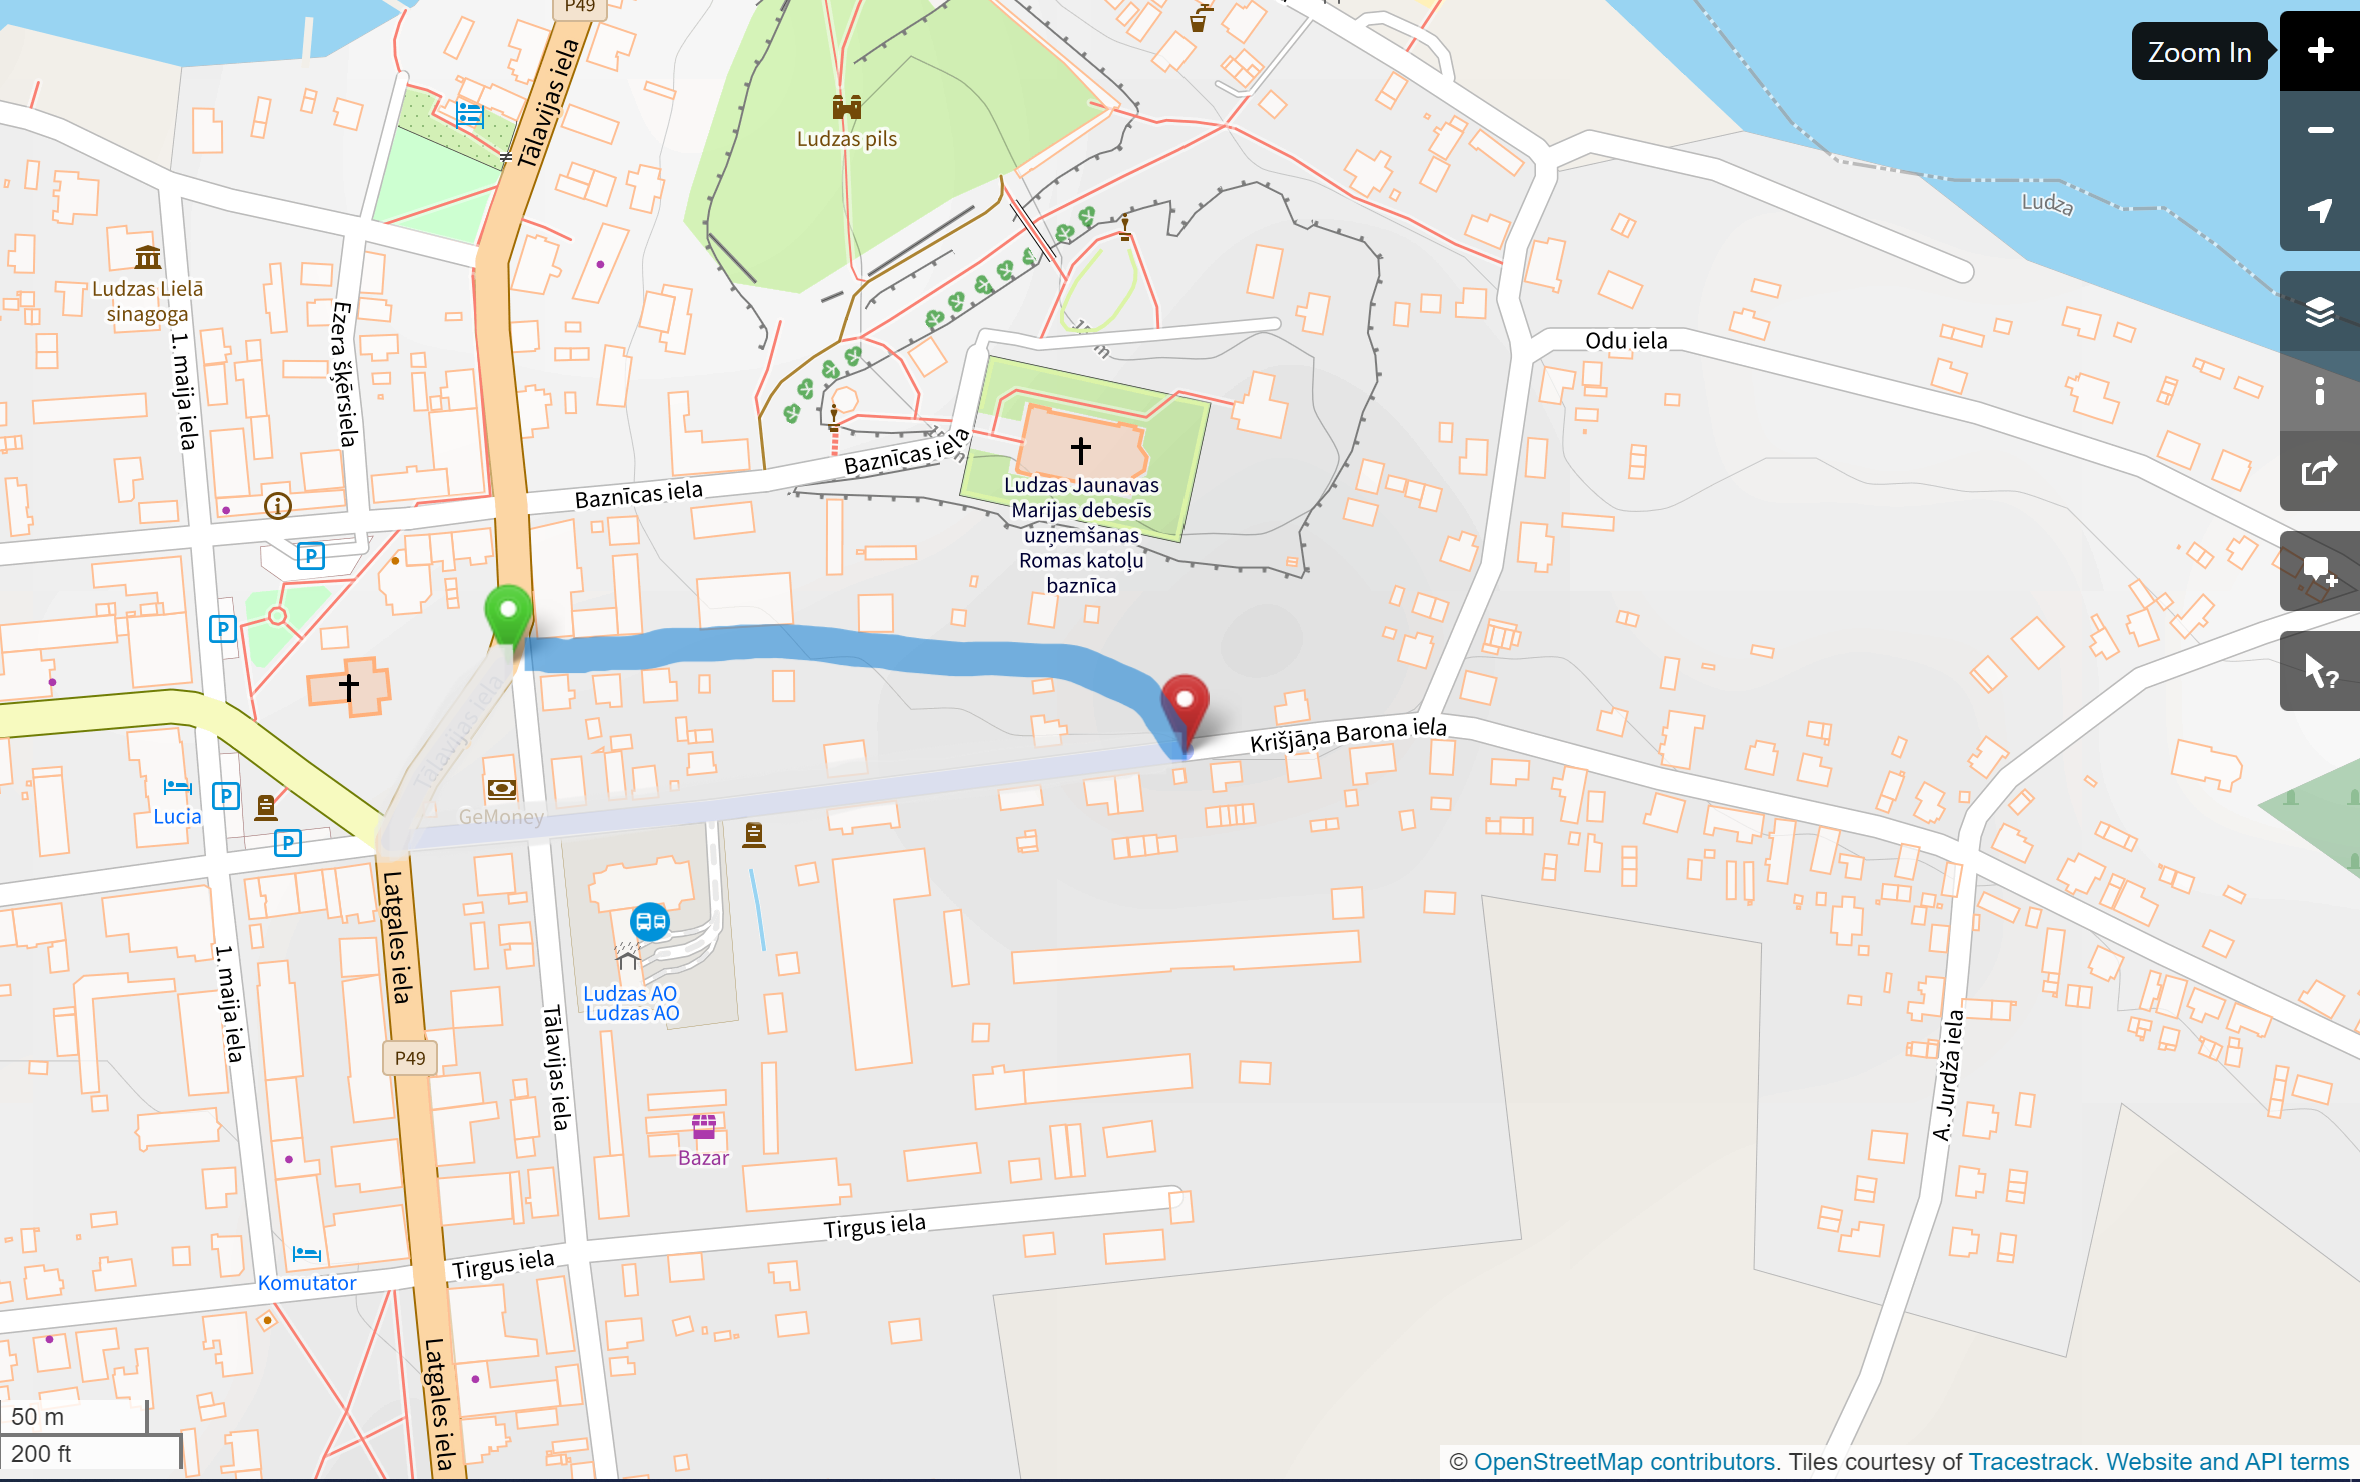 P49
Zoom In
Tālavijas iela
Ludzas pils
Ludza
Ludzas Lielā
sinagoga
1. maija iela
Ezera šķērsiela
Odu iela
Baznīcas iela
Baznīcas iela
Ludzas Jaunavas
Marijas debesīs
uzņemšanas
Romas katoļu
baznīca
P
P
Tālavijas iela
Krišjāņa Barona iela
P
Lucia
GeMoney
P
Latgales iela
1. maija iela
Ludzas AO
Ludzas AO
Tālavijas iela
P49
A. Jurdža iela
Bazar
Tirgus iela
Tirgus iela
Komutator
Latgales iela
50 m
200 ft
© OpenStreetMap contributors. Tiles courtesy of Tracestrack. Website and API terms